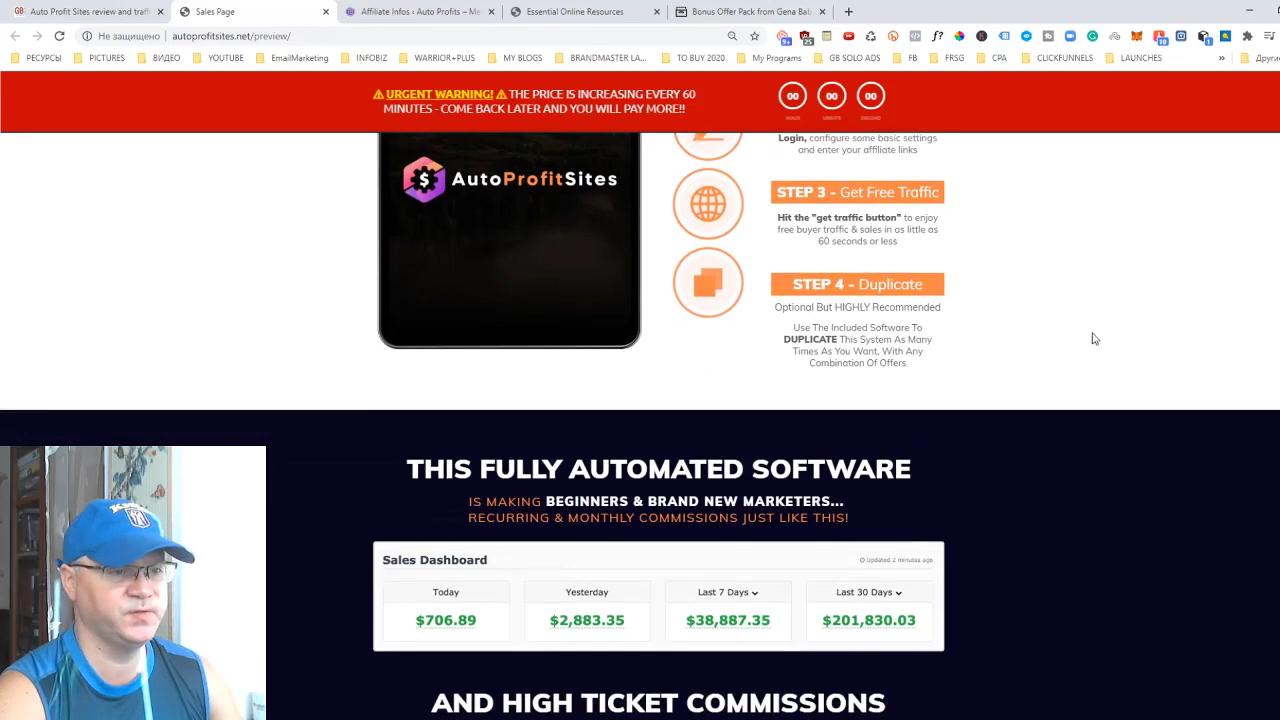 Auto Profit Sites review and traff
Sales Page
Affiliate Infos ‹ Auto Profits – Me
Essential Online Resources
Bonus Offer Pack from Gena Bab
Не защищено
autoprofitsites.net/preview/
РЕСУРСЫ
PICTURES
ВИДЕО
YOUTUBE
EmailMarketing
INFOBIZ
WARRIOR+PLUS
MY BLOGS
BRANDMASTER LA...
TO BUY 2020
My Programs
GB SOLO ADS
FB
FRSG
CPA
CLICKFUNNELS
LAUNCHES
»
Другие
⚠ URGENT WARNING! ⚠ THE PRICE IS INCREASING EVERY 60
MINUTES - COME BACK LATER AND YOU WILL PAY MORE!!
00 00 00
Login, configure some basic settings
and enter your affiliate links
AutoProfitSites
STEP 3 - Get Free Traffic
Hit the "get traffic button" to enjoy
free buyer traffic & sales in as little as
60 seconds or less
STEP 4 - Duplicate
Optional But HIGHLY Recommended
Use The Included Software To
DUPLICATE This System As Many
Times As You Want, With Any
Combination Of Offers
THIS FULLY AUTOMATED SOFTWARE
IS MAKING BEGINNERS & BRAND NEW MARKETERS...
RECURRING & MONTHLY COMMISSIONS JUST LIKE THIS!
Sales Dashboard
Updated 2 minutes ago
Today
Yesterday
Last 7 Days
Last 30 Days
$706.89
$2,883.35
$38,887.35
$201,830.03
AND HIGH TICKET COMMISSIONS